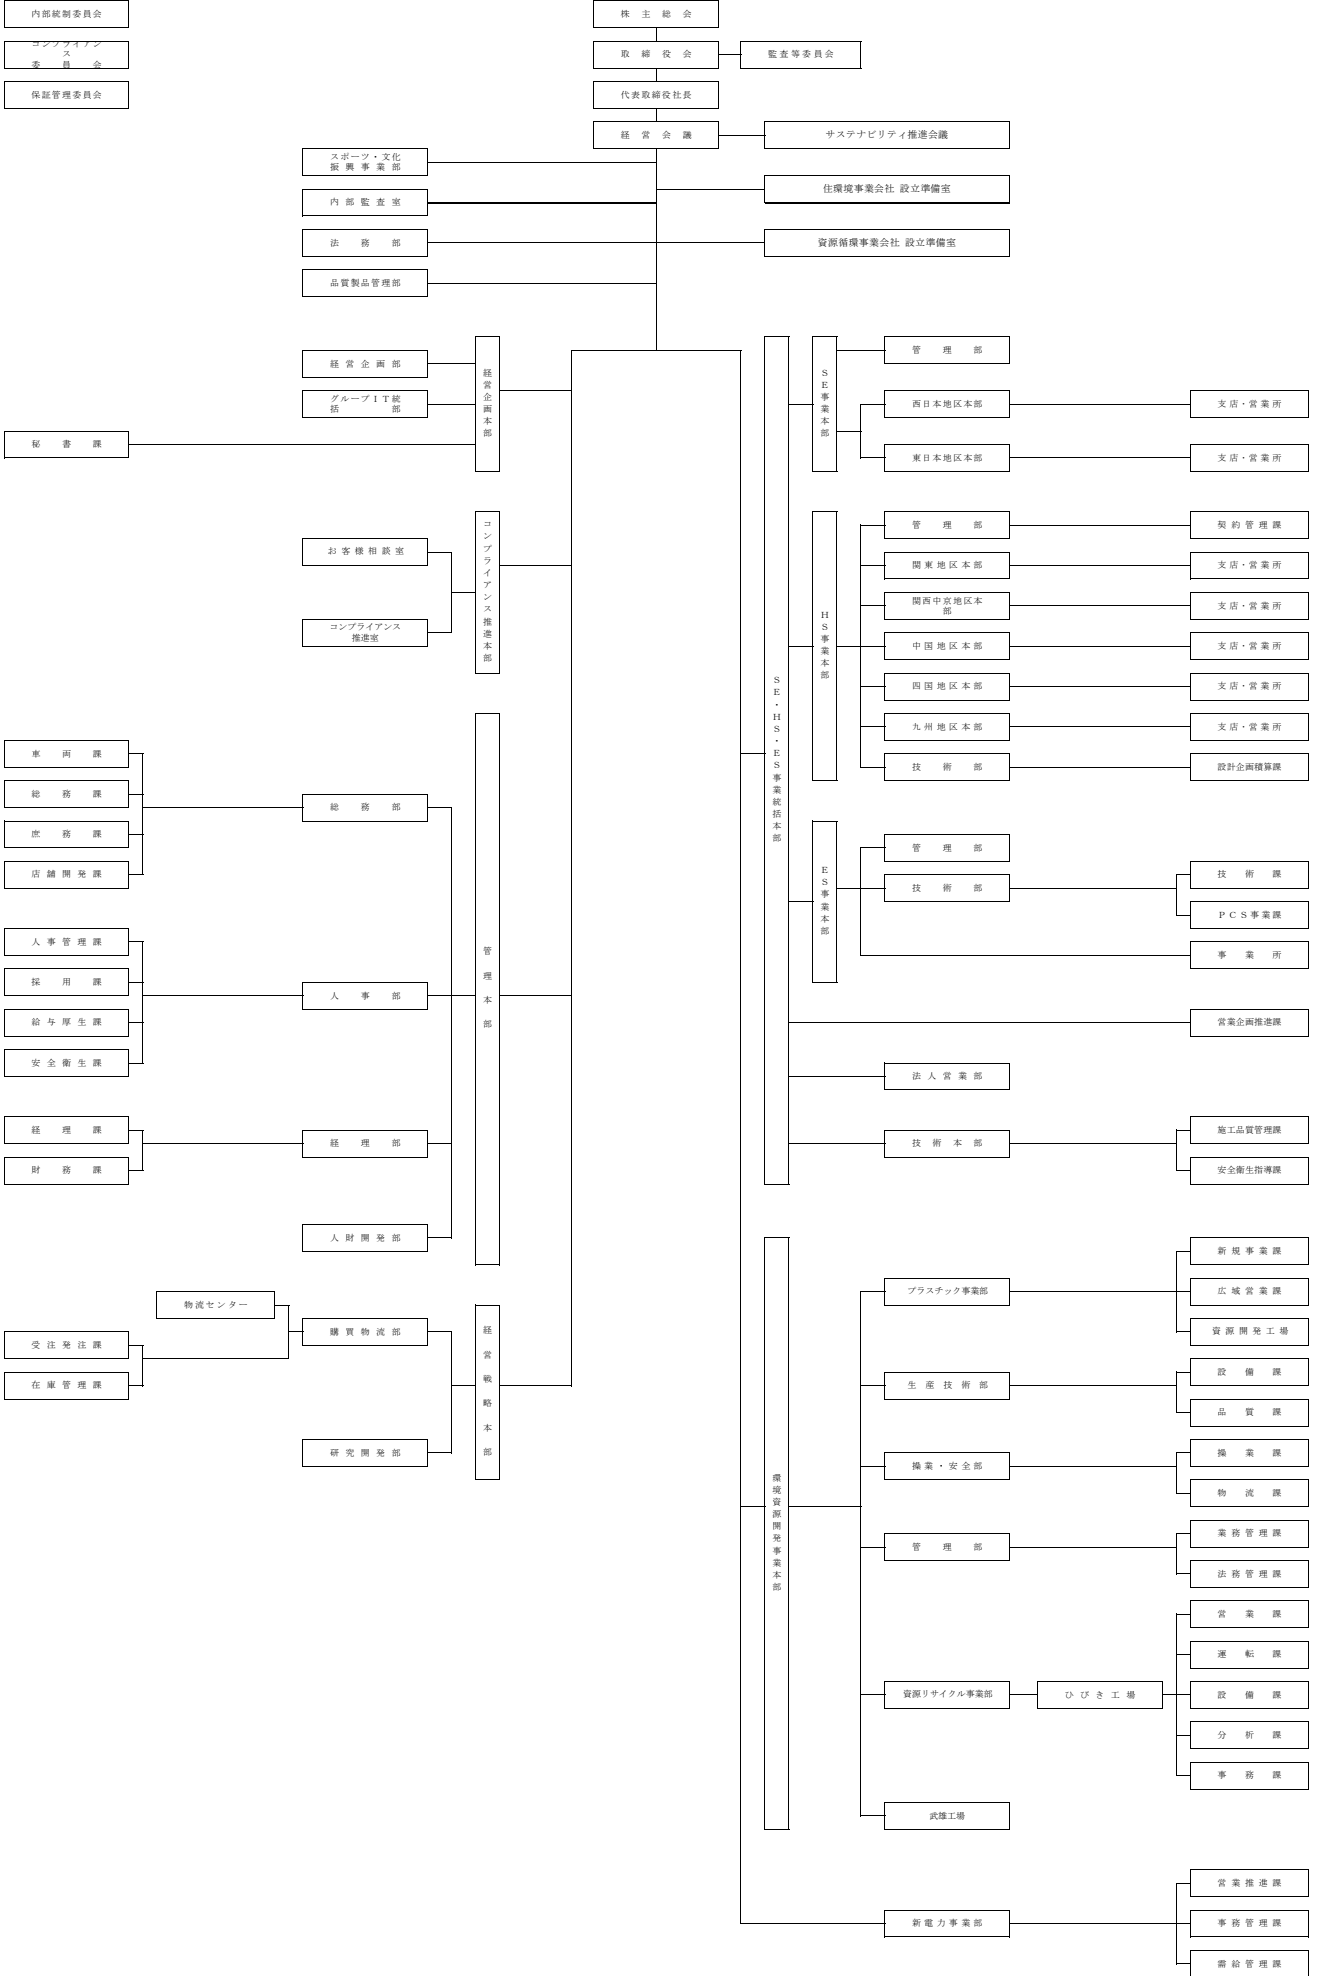 内部統制委員会
コンプライアンス
委員会
保証管理委員会
株主総会
取締役会
監査等委員会
代表取締役社長
経営会議
サステナビリティ推進会議
スポーツ・文化
振興事業部
住環境事業会社 設立準備室
内部監査室
法務部
資源循環事業会社 設立準備室
品質製品管理部
経営企画本部
経営企画部
グループIT統
括部
秘書課
コンプライアンス推進本部
お客様相談室
コンプライアンス
推進室
管理本部
総務部
車両課
総務課
庶務課
店舗開発課
人事部
人事管理課
採用課
給与厚生課
安全衛生課
経理部
経理課
財務課
人財開発部
経営戦略本部
物流センター
購買物流部
受注発注課
在庫管理課
研究開発部
SE・HS・ES事業統括本部
SE事業本部
管理部
西日本地区本部
支店・営業所
東日本地区本部
支店・営業所
HS事業本部
管理部
契約管理課
関東地区本部
支店・営業所
関西中京地区本
部
支店・営業所
中国地区本部
支店・営業所
四国地区本部
支店・営業所
九州地区本部
支店・営業所
技術部
設計企画積算課
ES事業本部
管理部
技術部
技術課
PCS事業課
事業所
営業企画推進課
法人営業部
技術本部
施工品質管理課
安全衛生指導課
環境資源開発事業本部
プラスチック事業部
新規事業課
広域営業課
資源開発工場
生産技術部
設備課
品質課
操業・安全部
操業課
物流課
管理部
業務管理課
法務管理課
資源リサイクル事業部
ひびき工場
営業課
運転課
設備課
分析課
事務課
武雄工場
新電力事業部
営業推進課
事務管理課
需給管理課